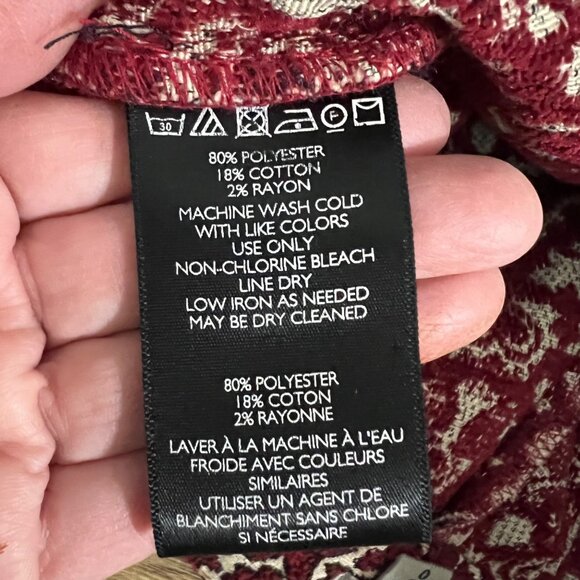 30 F
80% POLYESTER
18% COTTON
2% RAYON
MACHINE WASH COLD
WITH LIKE COLORS
USE ONLY
NON-CHLORINE BLEACH
LINE DRY
LOW IRON AS NEEDED
MAY BE DRY CLEANED
80% POLYESTER
18% COTON
2% RAYONNE
LAVER À LA MACHINE À L'EAU
FROIDE AVEC COULEURS
SIMILAIRES
UTILISER UN AGENT DE
BLANCHIMENT SANS CHLORE
SI NÉCESSAIRE